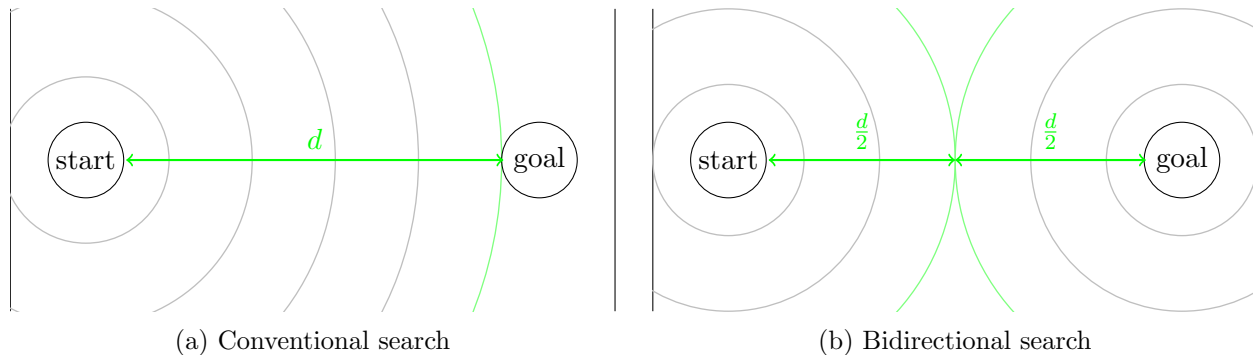 start
d
goal
start
d/2
d/2
goal
(a) Conventional search
(b) Bidirectional search